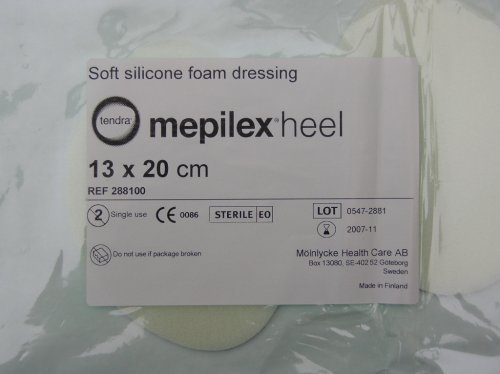 Soft silicone foam dressing
tendra® mepilex® heel
13 x 20 cm
REF 288100
2 Single use CE 0086 STERILE EO LOT 0547-2881
2007-11
Do not use if package broken
Mölnlycke Health Care AB
Box 13080, SE-402 52 Göteborg
Sweden
Made in Finland